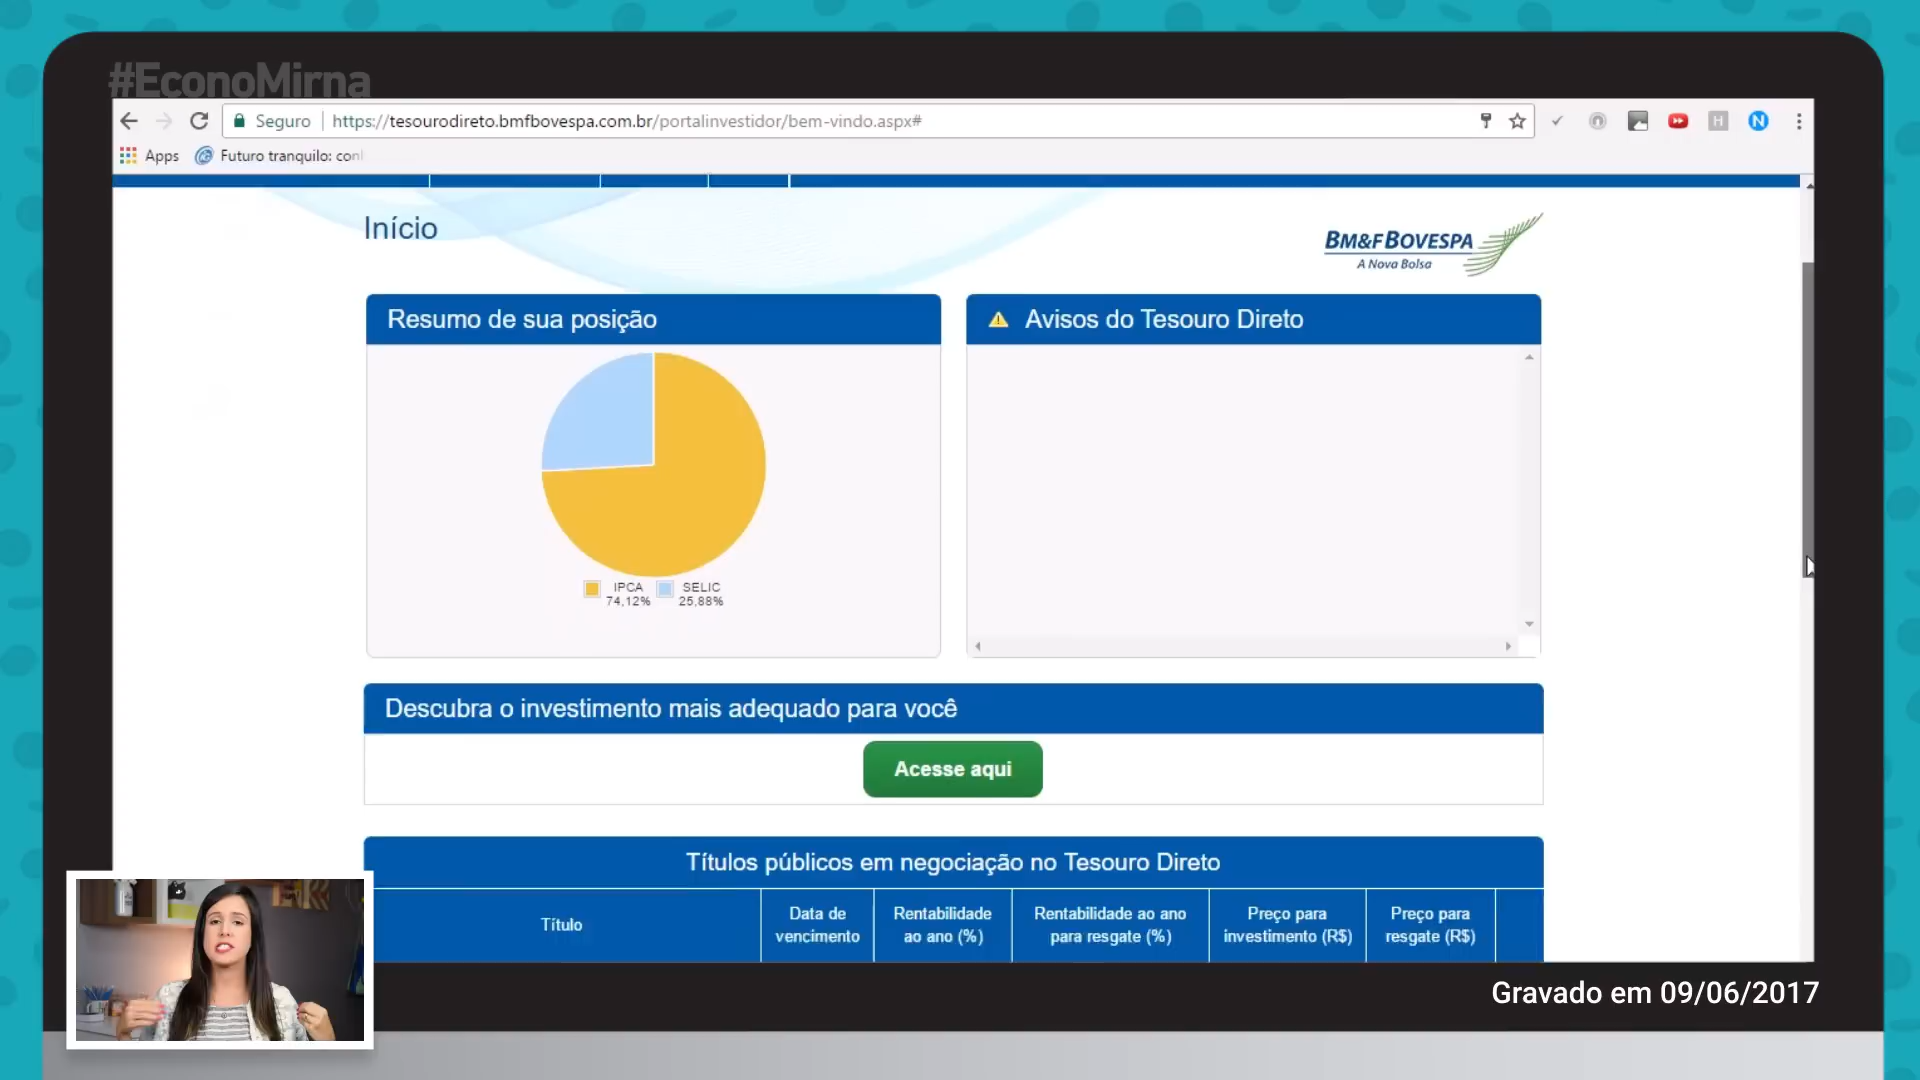 #EconoMirna
Seguro | https://tesourodireto.bmfbovespa.com.br/portalinvestidor/bem-vindo.aspx#
H
N
Apps
Futuro tranquilo: con
Início
BM&FBOVESPA
A Nova Bolsa
Resumo de sua posição
Avisos do Tesouro Direto
IPCA
74,12%
SELIC
25,88%
Descubra o investimento mais adequado para você
Acesse aqui
Títulos públicos em negociação no Tesouro Direto
Título
Data de
vencimento
Rentabilidade
ao ano (%)
Rentabilidade ao ano
para resgate (%)
Preço para
investimento (R$)
Preço para
resgate (R$)
Gravado em 09/06/2017